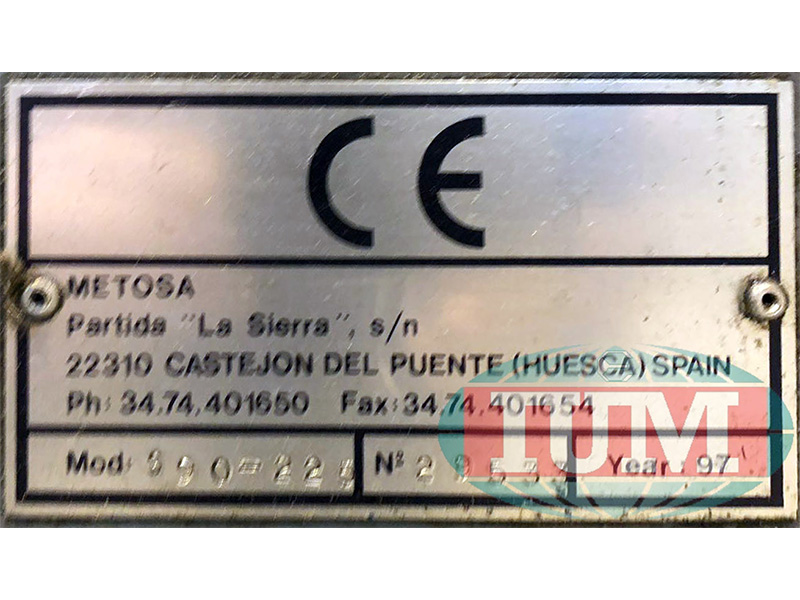 CE
METOSA
Partida "La Sierra", s/n
22310 CASTEJON DEL PUENTE (HUESCA) SPAIN
Ph: 34.74.401650 Fax: 34.74.401654
Mod: Nº Year: 97
IUM